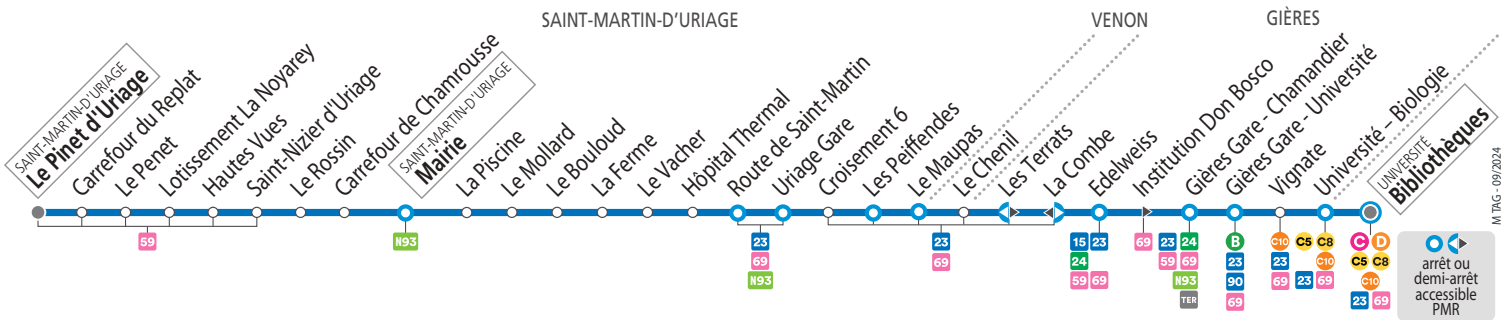 SAINT-MARTIN-D'URIAGE
VENON
GIÈRES
SAINT-MARTIN-D'URIAGE
Le Pinet d'Uriage
Carrefour du Replat
Le Penet
Lotissement La Noyarey
Hautes Vues
Saint-Nizier d'Uriage
Le Rossin
Carrefour de Chamrousse
SAINT-MARTIN-D'URIAGE
Mairie
La Piscine
Le Mollard
Le Bouloud
La Ferme
Le Vacher
Hôpital Thermal
Route de Saint-Martin
Uriage Gare
Croisement 6
Les Peiffendes
Le Maupas
Le Chenil
Les Terrats
La Combe
Edelweiss
Institution Don Bosco
Gières Gare - Chamandier
Gières Gare - Université
Vignate
Université – Biologie
UNIVERSITÉ
Bibliothèques
59
N93
23
69
N93
23
69
15 23
24
59 69
69
23 24
59 69
N93
TER
B
23
90
69
C10
23
69
C5 C8
C10
23 69
C D
C5 C8
C10
23 69
arrêt ou
demi-arrêt
accessible
PMR
M TAG - 09/2024